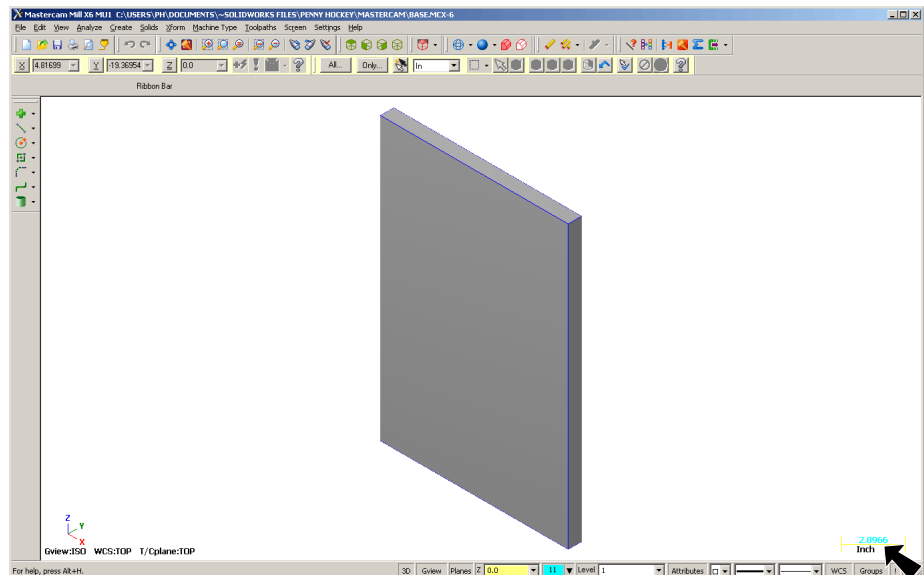 Mastercam Mill X6 MU1 C:\USERS\PH\DOCUMENTS\~SOLIDWORKS FILES\PENNY HOCKEY\MASTERCAM\BASE.MCX-6
File Edit View Analyze Create Solids Xform Machine Type Toolpaths Screen Settings Help
X 4.81699 Y -19.36954 Z 0.0 All... Only... In
Ribbon Bar
Z
Y
X
2.0966
Inch
Gview:ISO WCS:TOP T/Cplane:TOP
For help, press Alt+H. 3D Gview Planes Z 0.0 11 Level 1 Attributes WCS Groups